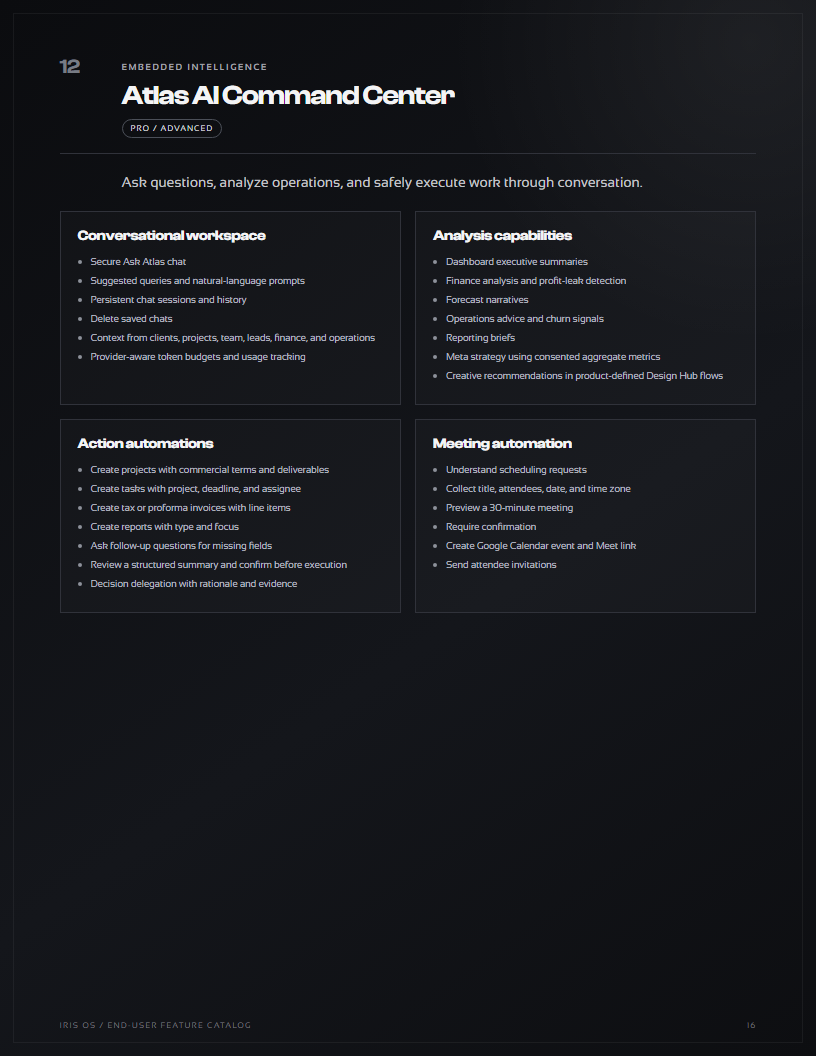 12
EMBEDDED INTELLIGENCE
Atlas AI Command Center
PRO / ADVANCED
Ask questions, analyze operations, and safely execute work through conversation.
Conversational workspace
Secure Ask Atlas chat
Suggested queries and natural-language prompts
Persistent chat sessions and history
Delete saved chats
Context from clients, projects, team, leads, finance, and operations
Provider-aware token budgets and usage tracking
Analysis capabilities
Dashboard executive summaries
Finance analysis and profit-leak detection
Forecast narratives
Operations advice and churn signals
Reporting briefs
Meta strategy using consented aggregate metrics
Creative recommendations in product-defined Design Hub flows
Action automations
Create projects with commercial terms and deliverables
Create tasks with project, deadline, and assignee
Create tax or proforma invoices with line items
Create reports with type and focus
Ask follow-up questions for missing fields
Review a structured summary and confirm before execution
Decision delegation with rationale and evidence
Meeting automation
Understand scheduling requests
Collect title, attendees, date, and time zone
Preview a 30-minute meeting
Require confirmation
Create Google Calendar event and Meet link
Send attendee invitations
IRIS OS / END-USER FEATURE CATALOG
16